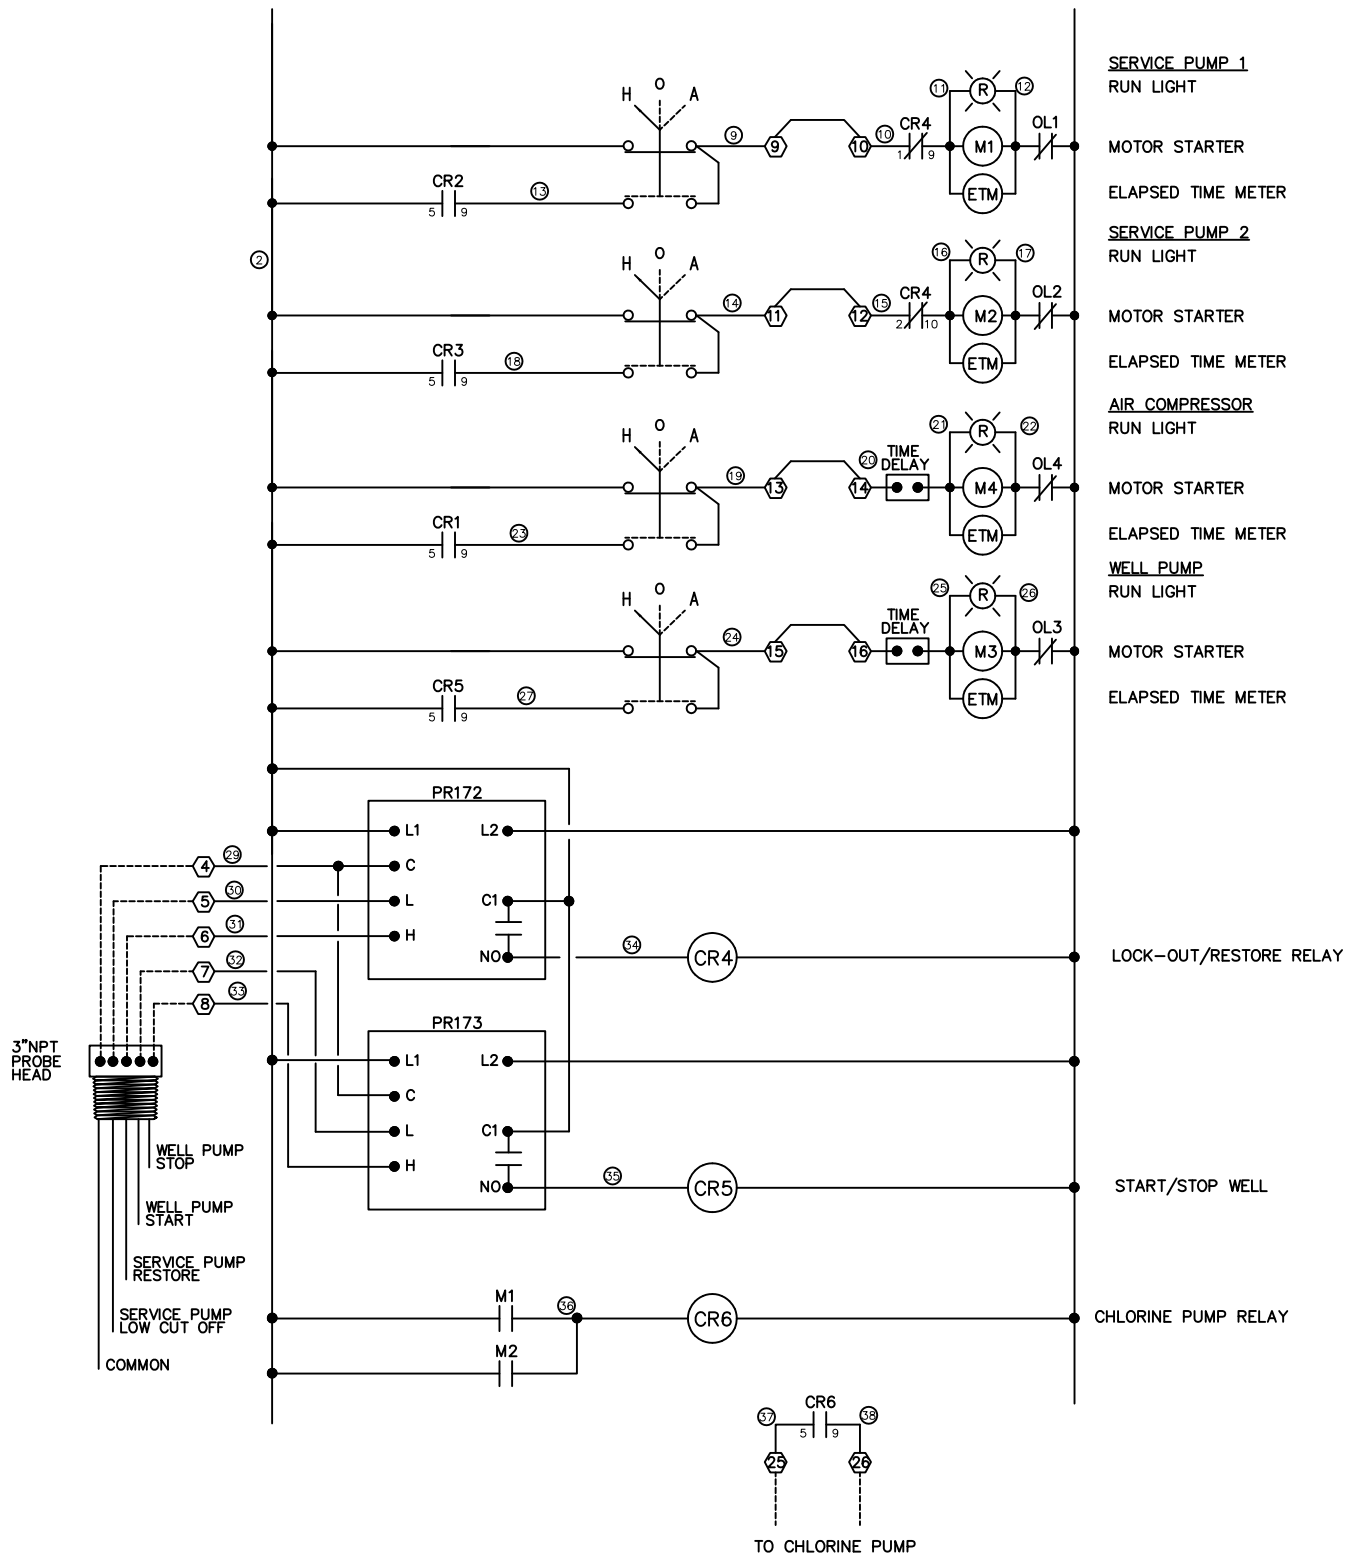 SERVICE PUMP 1
RUN LIGHT
H O A
11 R 12
9 9 10 10 CR4 1 9 M1 OL1
MOTOR STARTER
CR2
5 9
13
ETM
ELAPSED TIME METER
SERVICE PUMP 2
RUN LIGHT
2
H O A
16 R 17
14 11 12 15 CR4 2 10 M2 OL2
MOTOR STARTER
CR3
5 9
18
ETM
ELAPSED TIME METER
AIR COMPRESSOR
RUN LIGHT
H O A
21 R 22
19 13 14 20
TIME
DELAY
M4 OL4
MOTOR STARTER
CR1
5 9
23
ETM
ELAPSED TIME METER
WELL PUMP
RUN LIGHT
H O A
25 R 26
24 15 16
TIME
DELAY
M3 OL3
MOTOR STARTER
CR5
5 9
27
ETM
ELAPSED TIME METER
PR172
L1 L2
4 29 C
5 30 L C1
6 31 H
NO 34 CR4
LOCK-OUT/RESTORE RELAY
7 32
8 33
PR173
3"NPT
PROBE
HEAD
L1 L2
C
L C1
H
NO 35 CR5
START/STOP WELL
WELL PUMP
STOP
WELL PUMP
START
SERVICE PUMP
RESTORE
SERVICE PUMP
LOW CUT OFF
COMMON
M1 36 CR6
CHLORINE PUMP RELAY
M2
37 CR6 38
5 9
25 26
TO CHLORINE PUMP